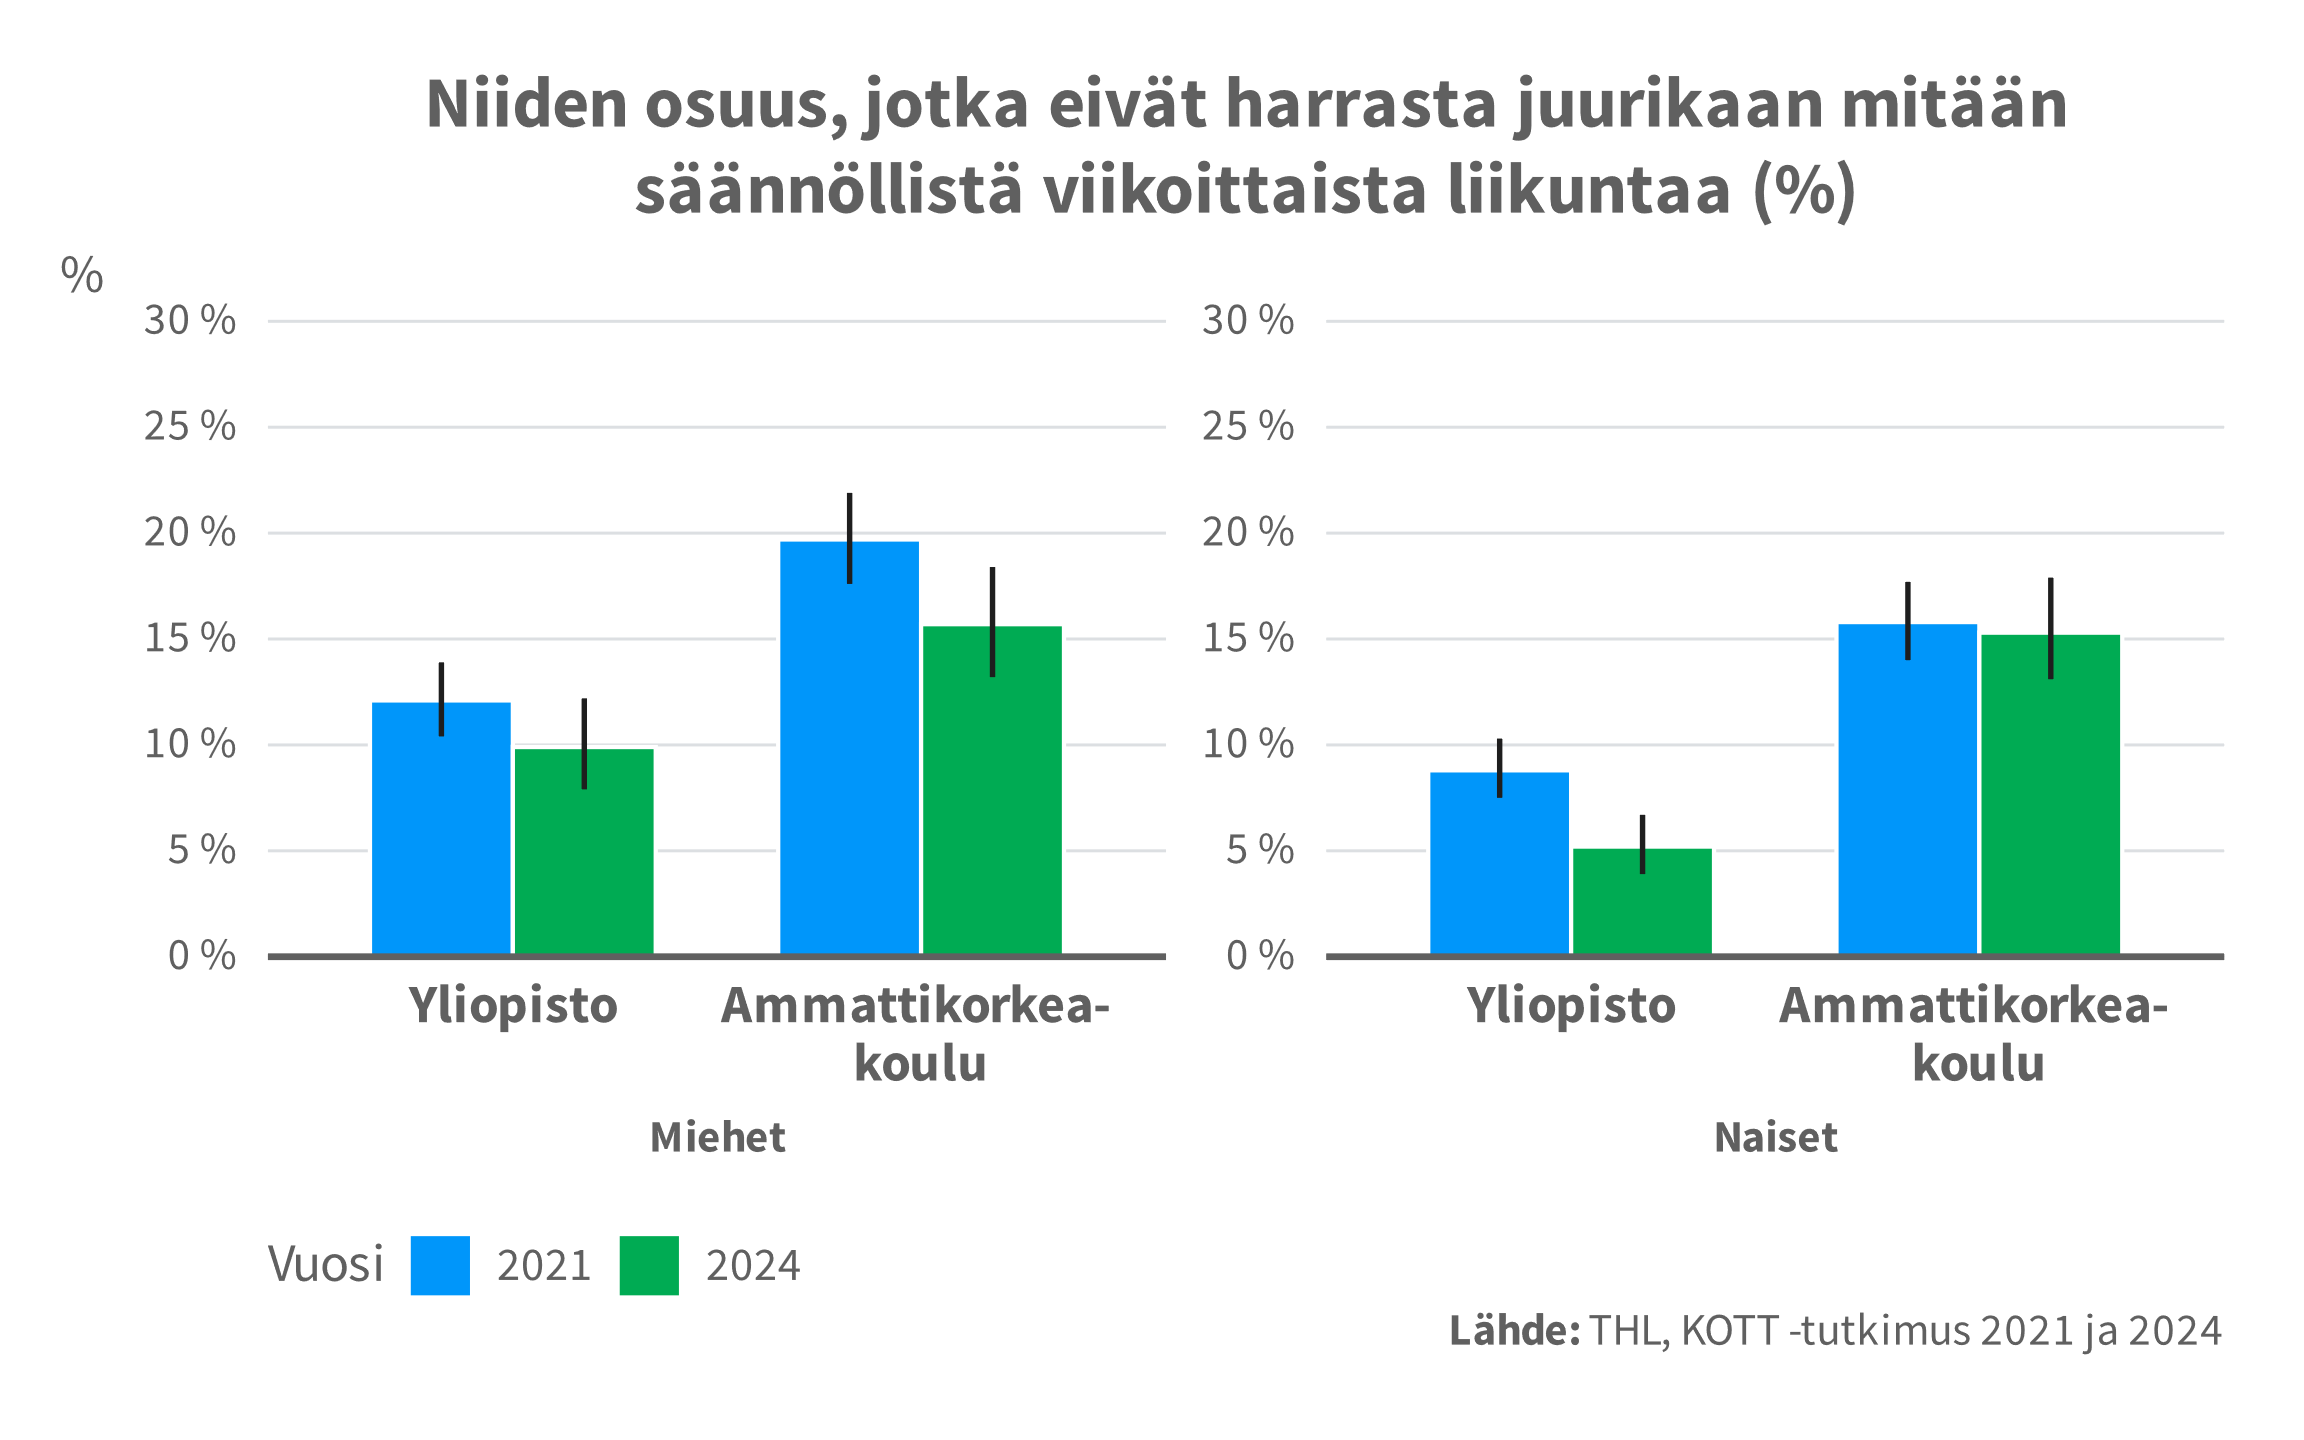 Niiden osuus, jotka eivät harrasta juurikaan mitään
säännöllistä viikoittaista liikuntaa (%)
%
30 %
25 %
20 %
15 %
10 %
5 %
0 %
Yliopisto
Ammattikorkea-
koulu
Miehet
30 %
25 %
20 %
15 %
10 %
5 %
0 %
Yliopisto
Ammattikorkea-
koulu
Naiset
Vuosi 2021 2024
Lähde: THL, KOTT -tutkimus 2021 ja 2024